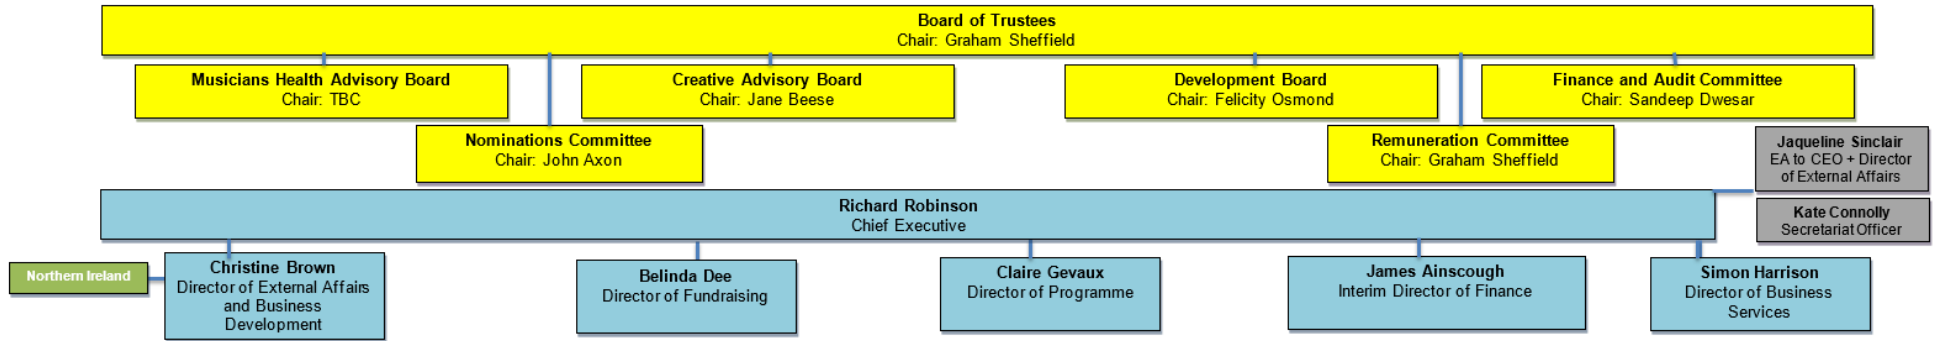 Board of Trustees
Chair: Graham Sheffield
Musicians Health Advisory Board
Chair: TBC
Creative Advisory Board
Chair: Jane Beese
Development Board
Chair: Felicity Osmond
Finance and Audit Committee
Chair: Sandeep Dwesar
Nominations Committee
Chair: John Axon
Remuneration Committee
Chair: Graham Sheffield
Jaqueline Sinclair
EA to CEO + Director
of External Affairs
Richard Robinson
Chief Executive
Kate Connolly
Secretariat Officer
Northern Ireland
Christine Brown
Director of External Affairs
and Business
Development
Belinda Dee
Director of Fundraising
Claire Gevaux
Director of Programme
James Ainscough
Interim Director of Finance
Simon Harrison
Director of Business
Services